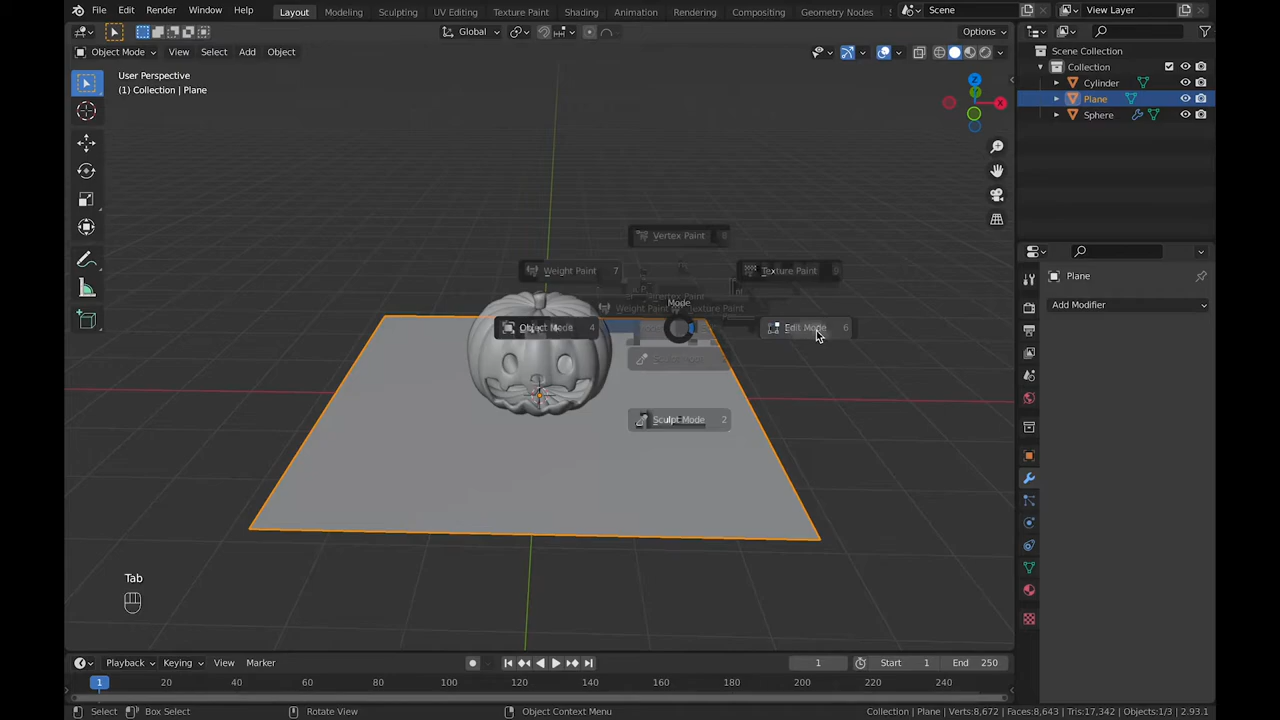 File Edit Render Window Help Layout Modeling Sculpting UV Editing Texture Paint Shading Animation Rendering Compositing Geometry Nodes Scene View Layer
Global Options
Object Mode View Select Add Object
User Perspective
(1) Collection | Plane
Scene Collection
Collection
Cylinder
Plane
Sphere
Z
Y
X
Vertex Paint 8
Weight Paint 7
Texture Paint 9
Mode
Object Mode 4
Edit Mode 6
Sculpt Mode 2
Plane
Add Modifier
Tab
Playback Keying View Marker 1 Start 1 End 250
1 20 40 60 80 100 120 140 160 180 200 220 240
Select Box Select Rotate View Object Context Menu Collection | Plane | Verts:8,672 | Faces:8,643 | Tris:17,342 | Objects:1/3 | 2.93.1